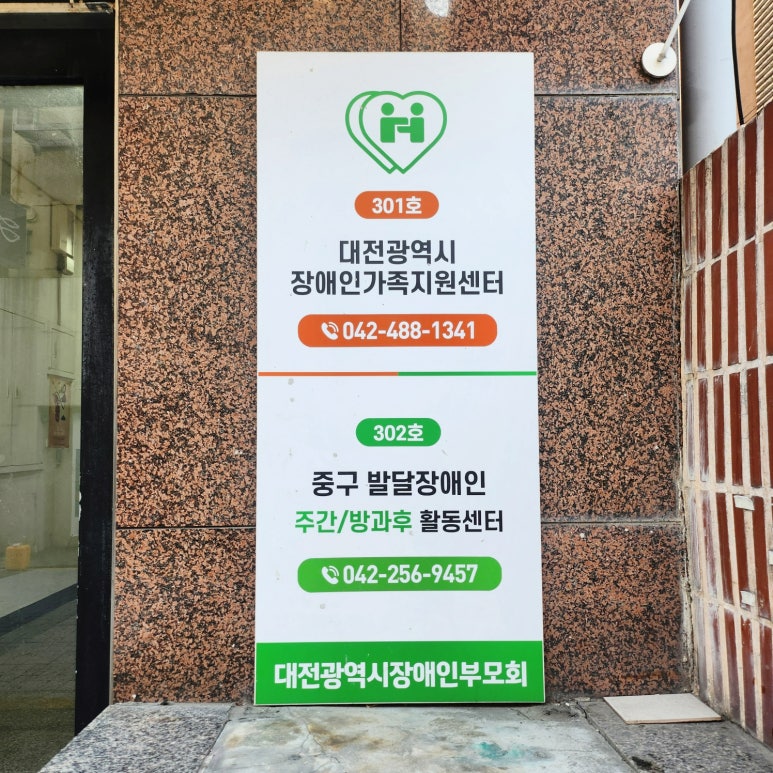 301호
대전광역시
장애인가족지원센터
042-488-1341
302호
중구 발달장애인
주간/방과후 활동센터
042-256-9457
대전광역시장애인부모회